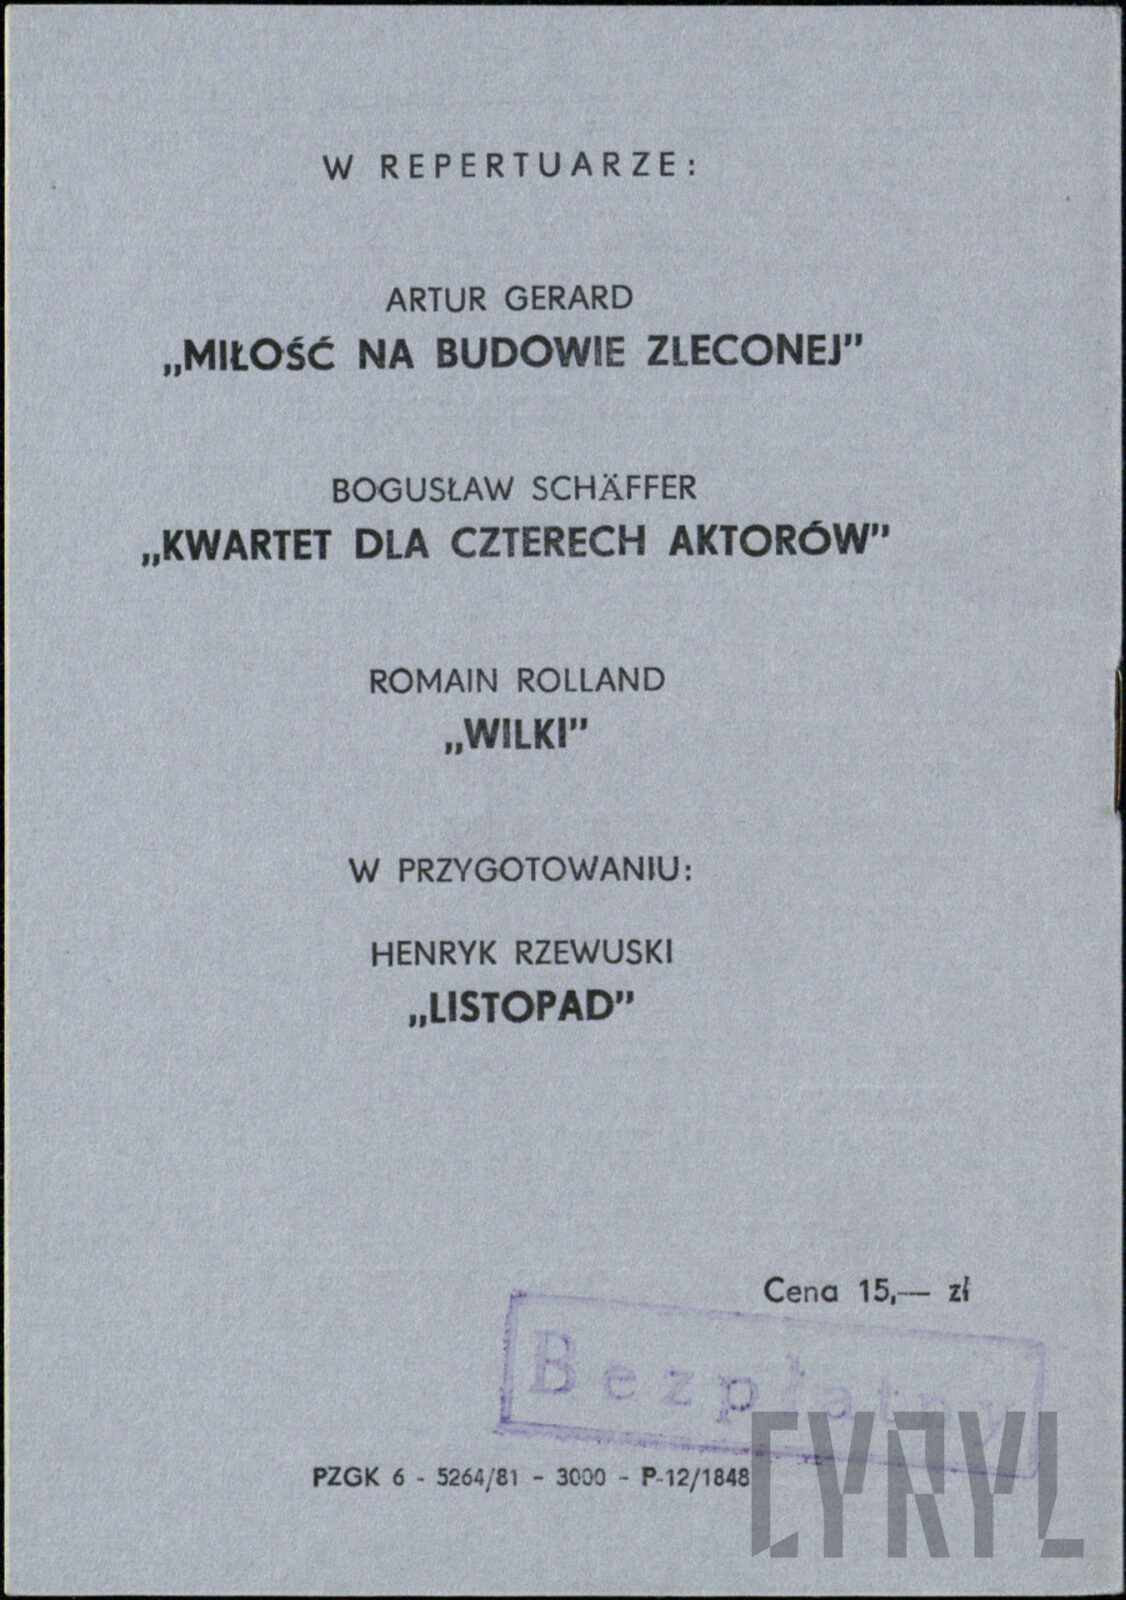 W REPERTUARZE:
ARTUR GERARD
„MIŁOŚĆ NA BUDOWIE ZLECONEJ”
BOGUSŁAW SCHÄFFER
„KWARTET DLA CZTERECH AKTORÓW”
ROMAIN ROLLAND
„WILKI”
W PRZYGOTOWANIU:
HENRYK RZEWUSKI
„LISTOPAD”
Cena 15,— zł
Bezpłatny
PZGK 6 - 5264/81 - 3000 - P-12/1848
CYRYL